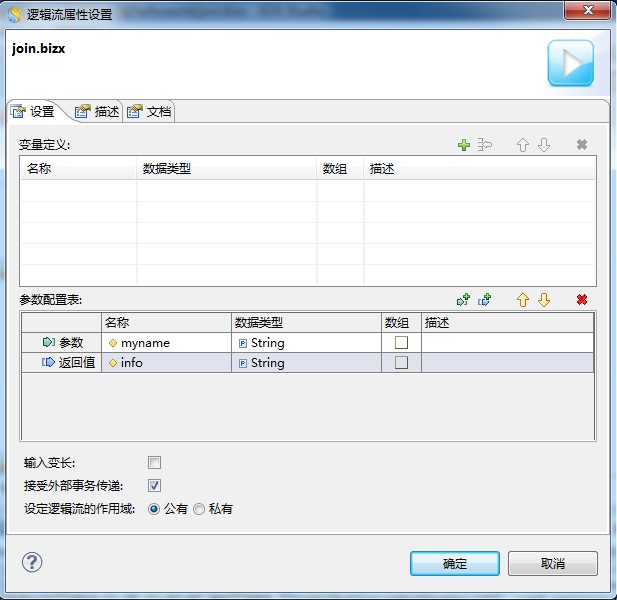 逻辑流属性设置
join.bizx
设置 描述 文档
变量定义:
名称 数据类型 数组 描述
参数配置表:
名称 数据类型 数组 描述
参数 myname String
返回值 info String
输入变长:
接受外部事务传递:
设定逻辑流的作用域: 公有 私有
确定 取消